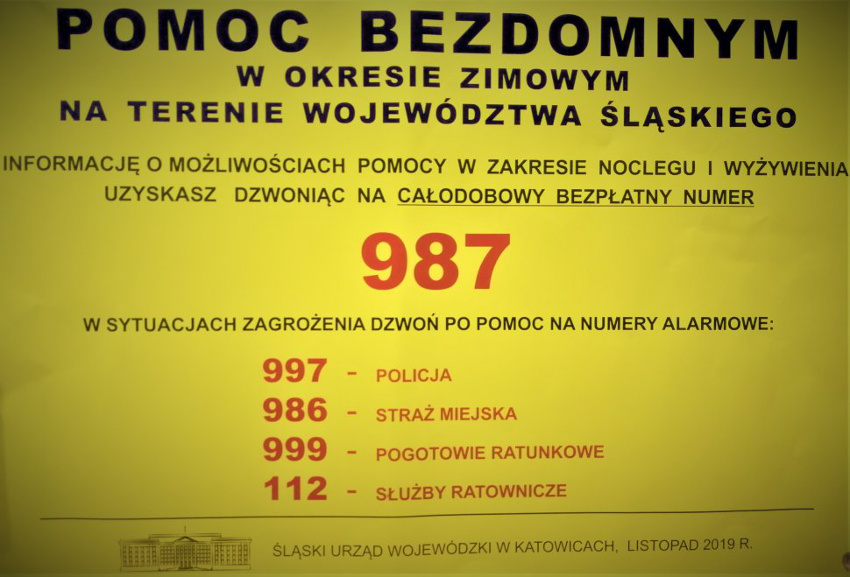 POMOC BEZDOMNYM
W OKRESIE ZIMOWYM
NA TERENIE WOJEWÓDZTWA ŚLĄSKIEGO
INFORMACJĘ O MOŻLIWOŚCIACH POMOCY W ZAKRESIE NOCLEGU I WYŻYWIENIA
UZYSKASZ DZWONIĄC NA CAŁODOBOWY BEZPŁATNY NUMER
987
W SYTUACJACH ZAGROŻENIA DZWOŃ PO POMOC NA NUMERY ALARMOWE:
997 - POLICJA
986 - STRAŻ MIEJSKA
999 - POGOTOWIE RATUNKOWE
112 - SŁUŻBY RATOWNICZE
ŚLĄSKI URZĄD WOJEWÓDZKI W KATOWICACH, LISTOPAD 2019 R.